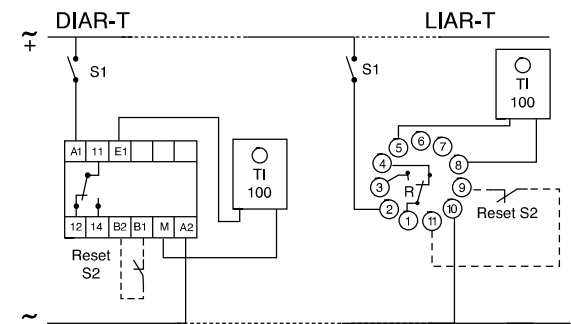 DIAR-T
LIAR-T
~
+
S1
S1
TI
100
A1 11 E1
TI
100
12 14 B2 B1 M A2
Reset
S2
5 6 7
4 8
3 R 9
2 1 11 10
Reset S2
~